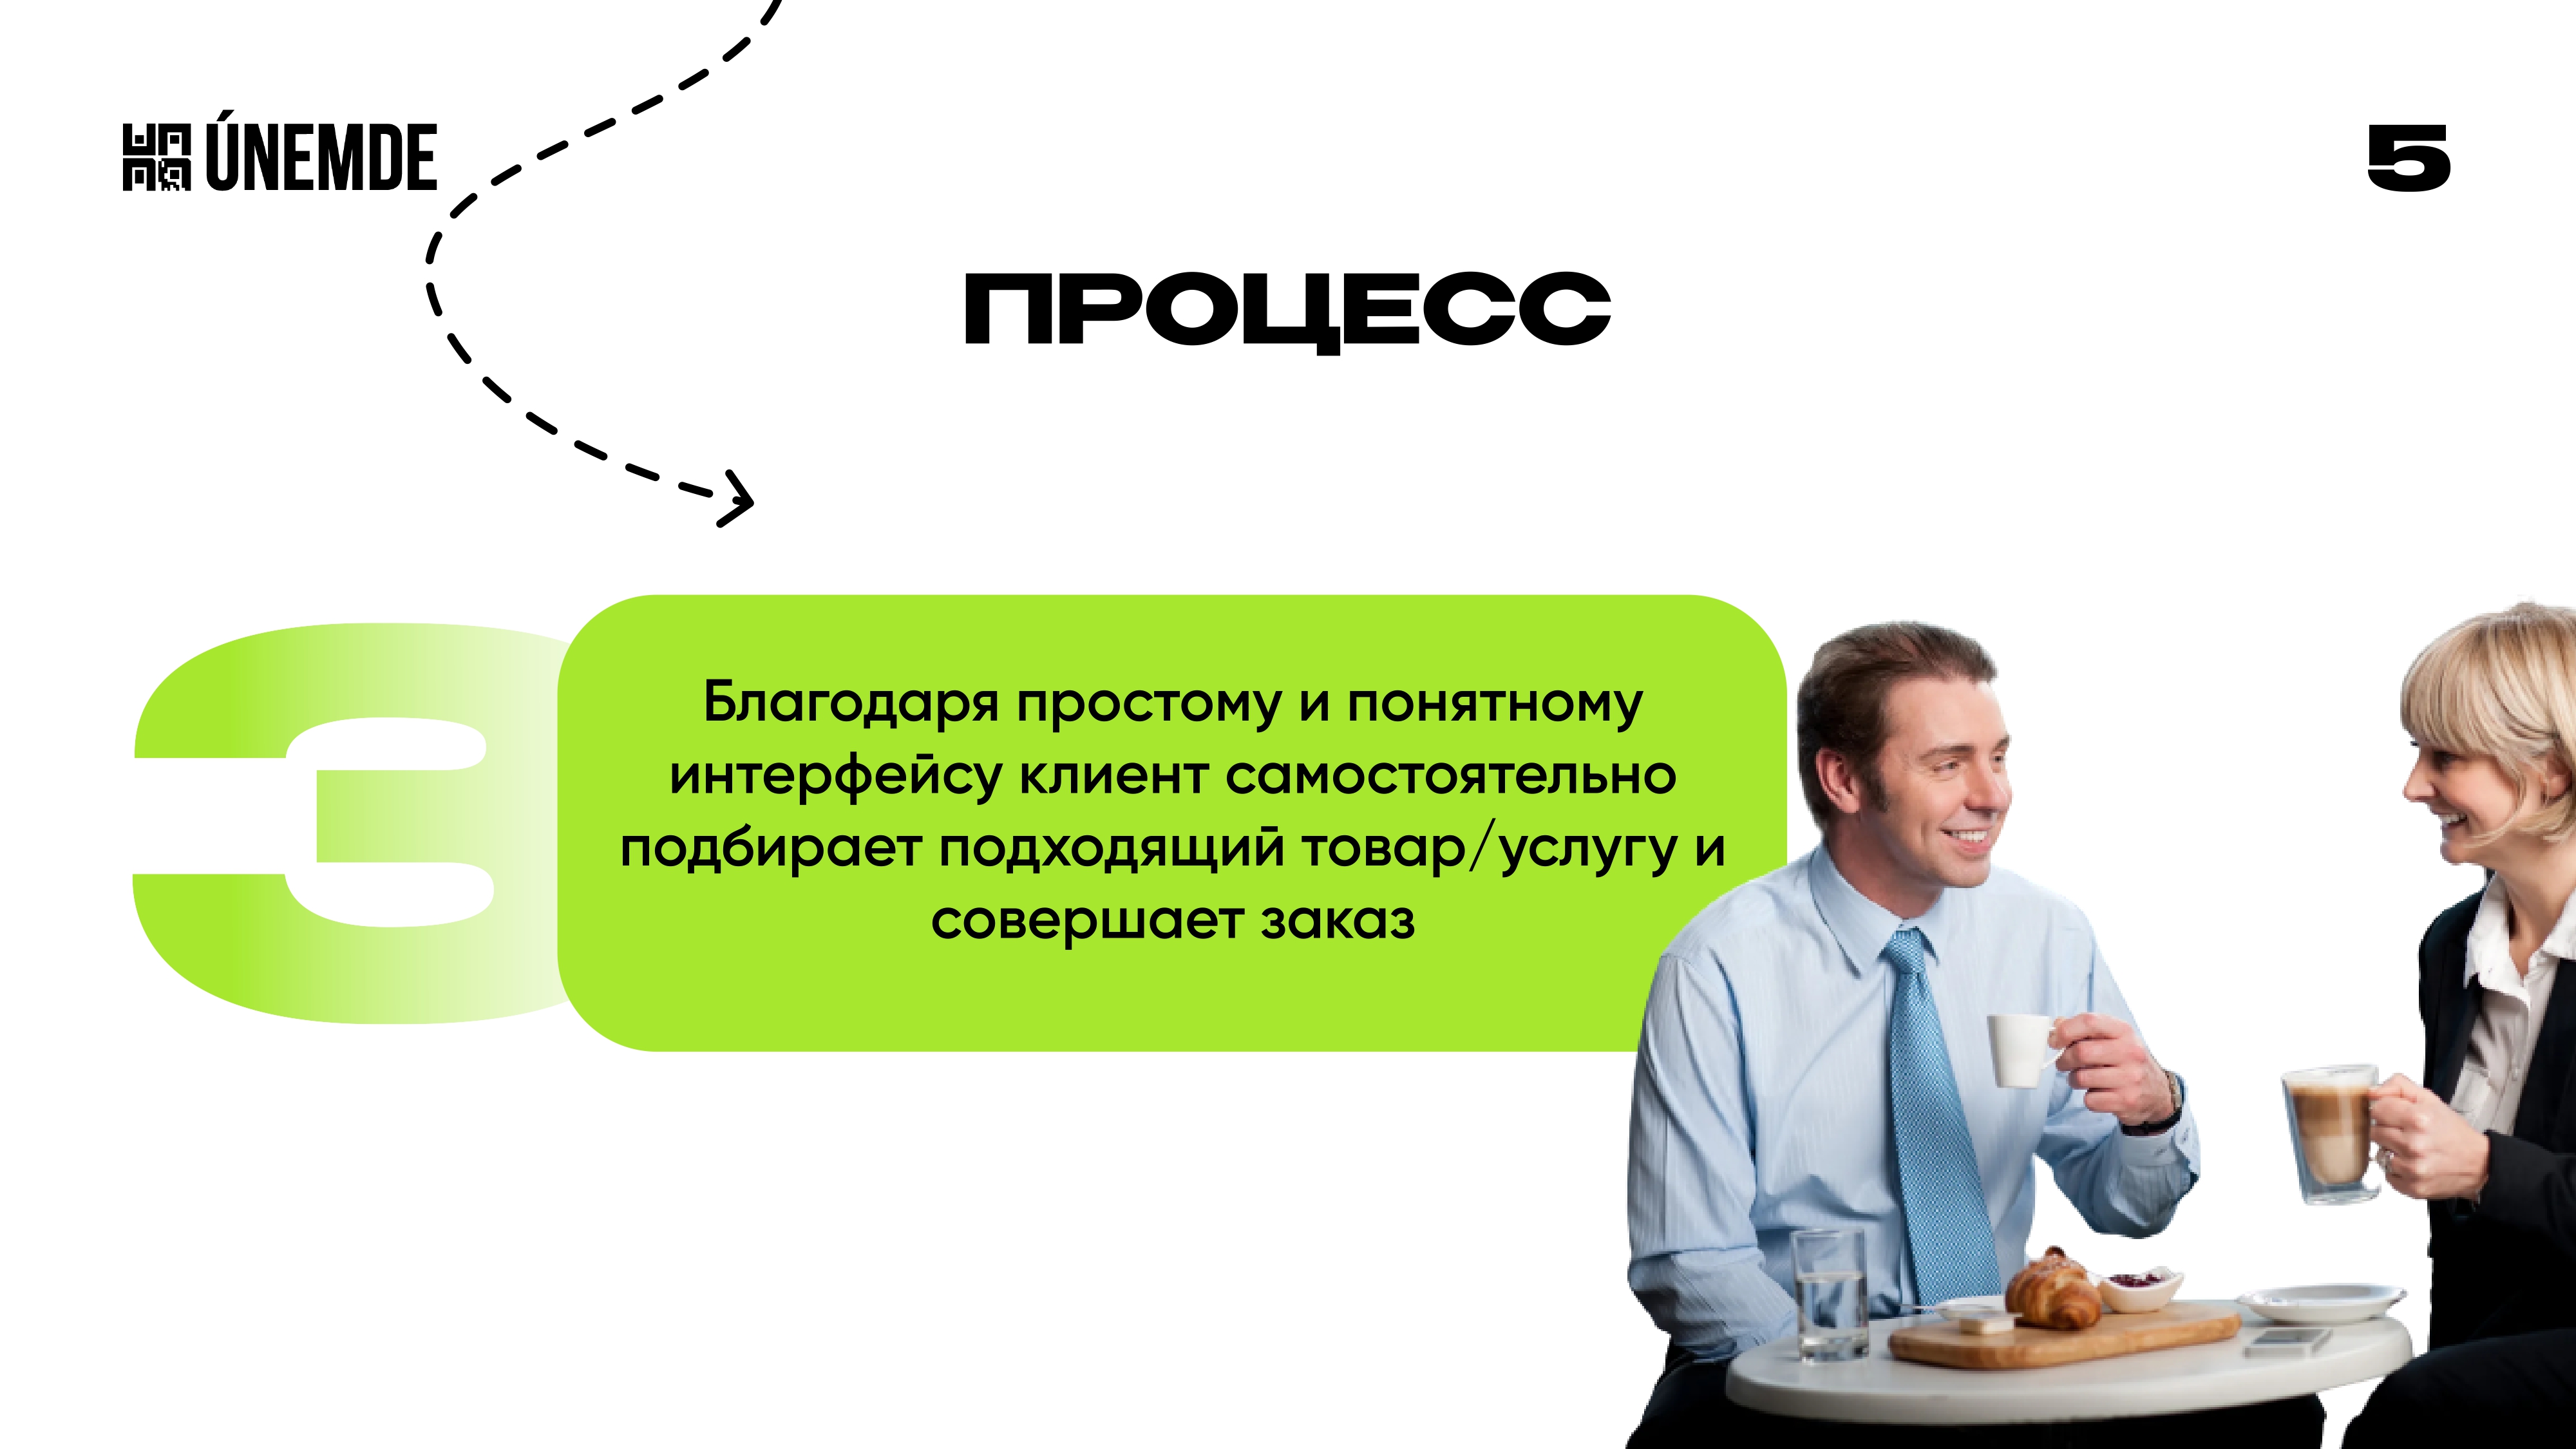 ÚNEMDE
5
ПРОЦЕСС
3
Благодаря простому и понятному
интерфейсу клиент самостоятельно
подбирает подходящий товар/услугу и
совершает заказ